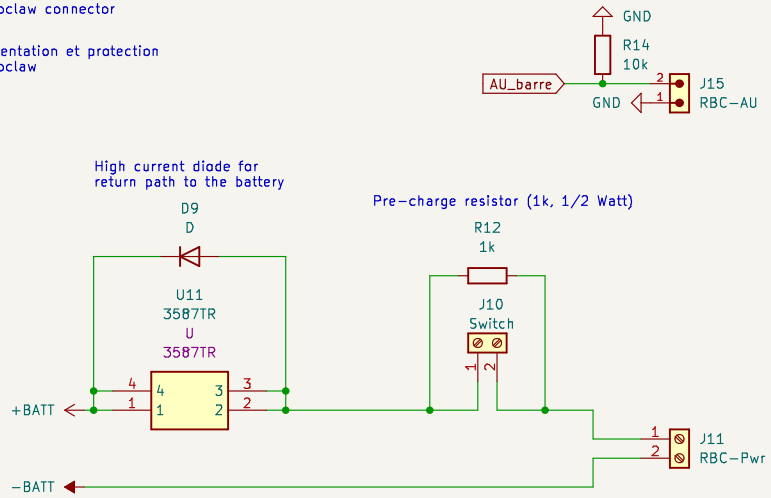 oclaw connector
entation et protection
oclaw
GND
R14
10k
AU_barre
2
J15
GND
1
RBC-AU
High current diode for
return path to the battery
Pre-charge resistor (1k, 1/2 Watt)
D9
D
R12
1k
U11
3587TR
U
3587TR
J10
Switch
1
2
4
4
3
3
+BATT
1
1
2
2
1
J11
2
RBC-Pwr
-BATT